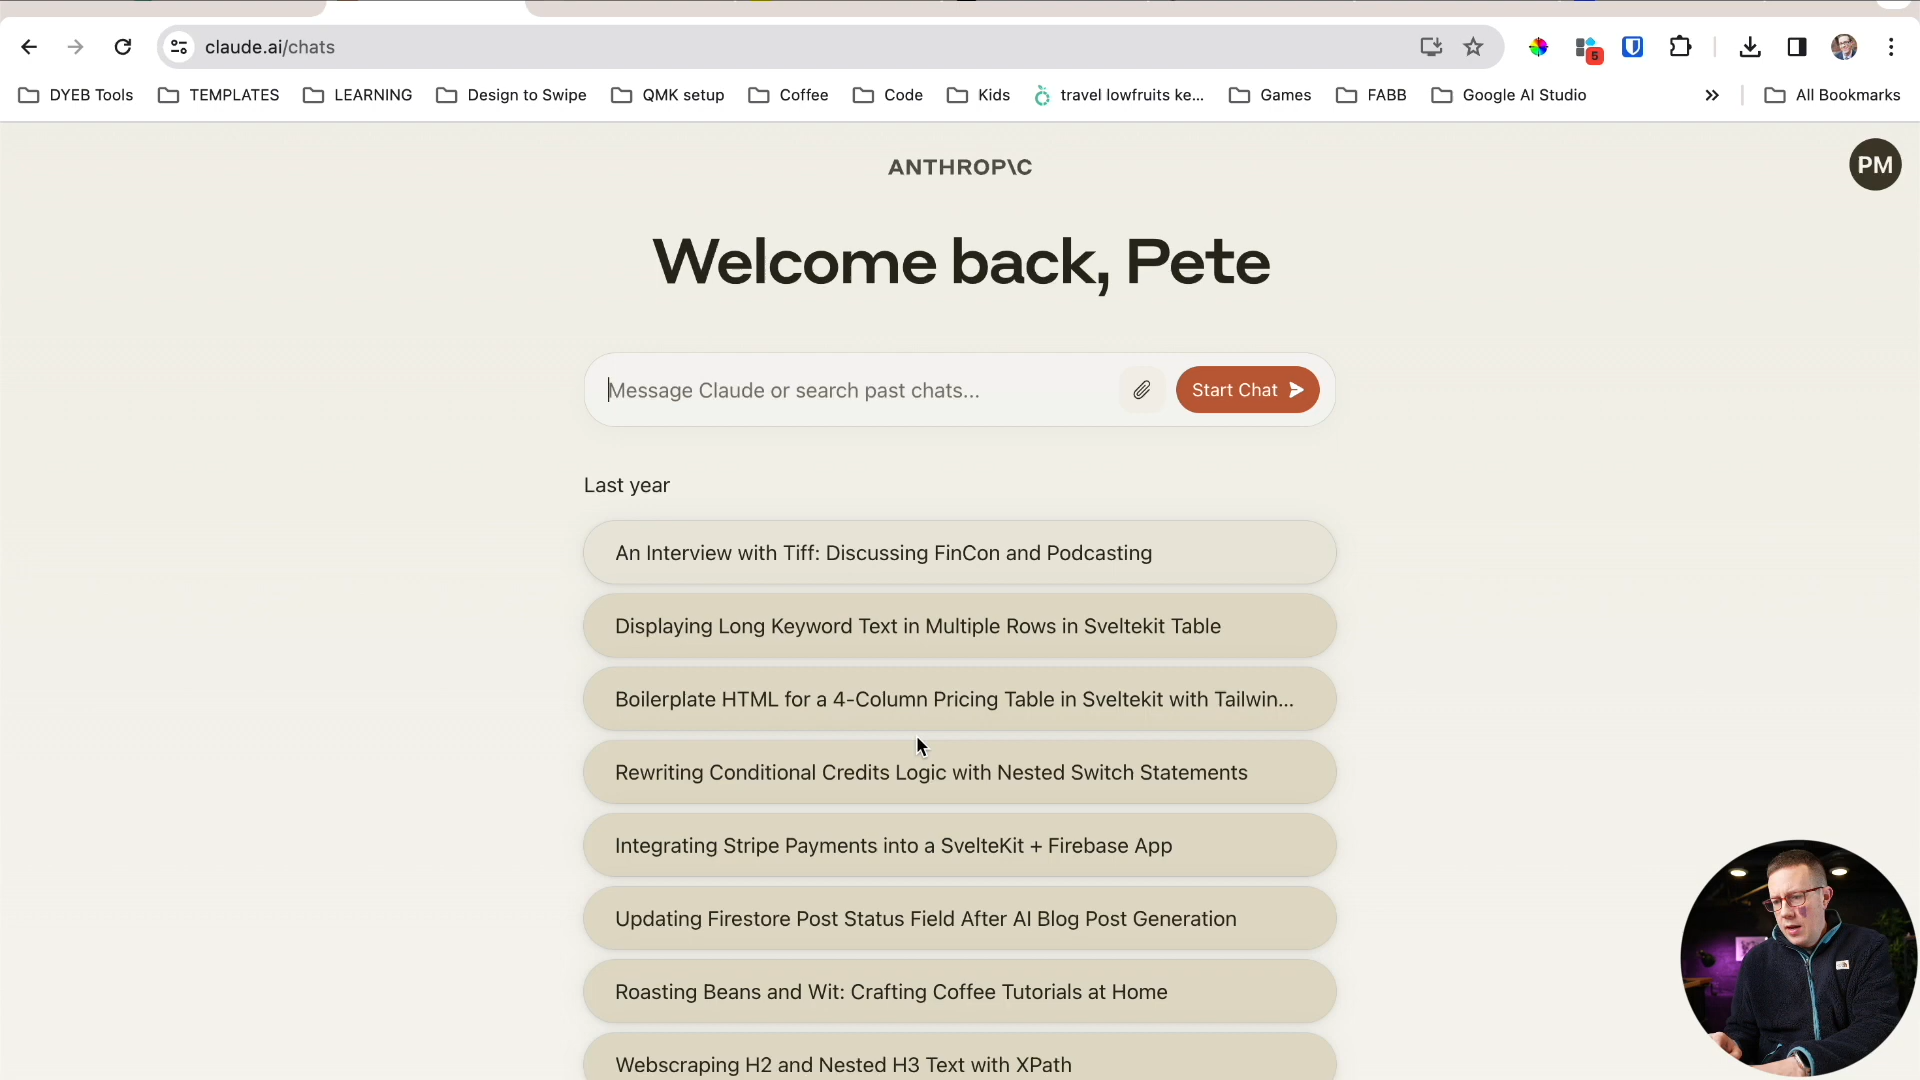 claude.ai/chats
5
DYEB Tools
TEMPLATES
LEARNING
Design to Swipe
QMK setup
Coffee
Code
Kids
travel lowfruits ke...
Games
FABB
Google AI Studio
All Bookmarks
ANTHROP\C
PM
Welcome back, Pete
Message Claude or search past chats...
Start Chat
Last year
An Interview with Tiff: Discussing FinCon and Podcasting
Displaying Long Keyword Text in Multiple Rows in Sveltekit Table
Boilerplate HTML for a 4-Column Pricing Table in Sveltekit with Tailwin...
Rewriting Conditional Credits Logic with Nested Switch Statements
Integrating Stripe Payments into a SvelteKit + Firebase App
Updating Firestore Post Status Field After AI Blog Post Generation
Roasting Beans and Wit: Crafting Coffee Tutorials at Home
Webscraping H2 and Nested H3 Text with XPath